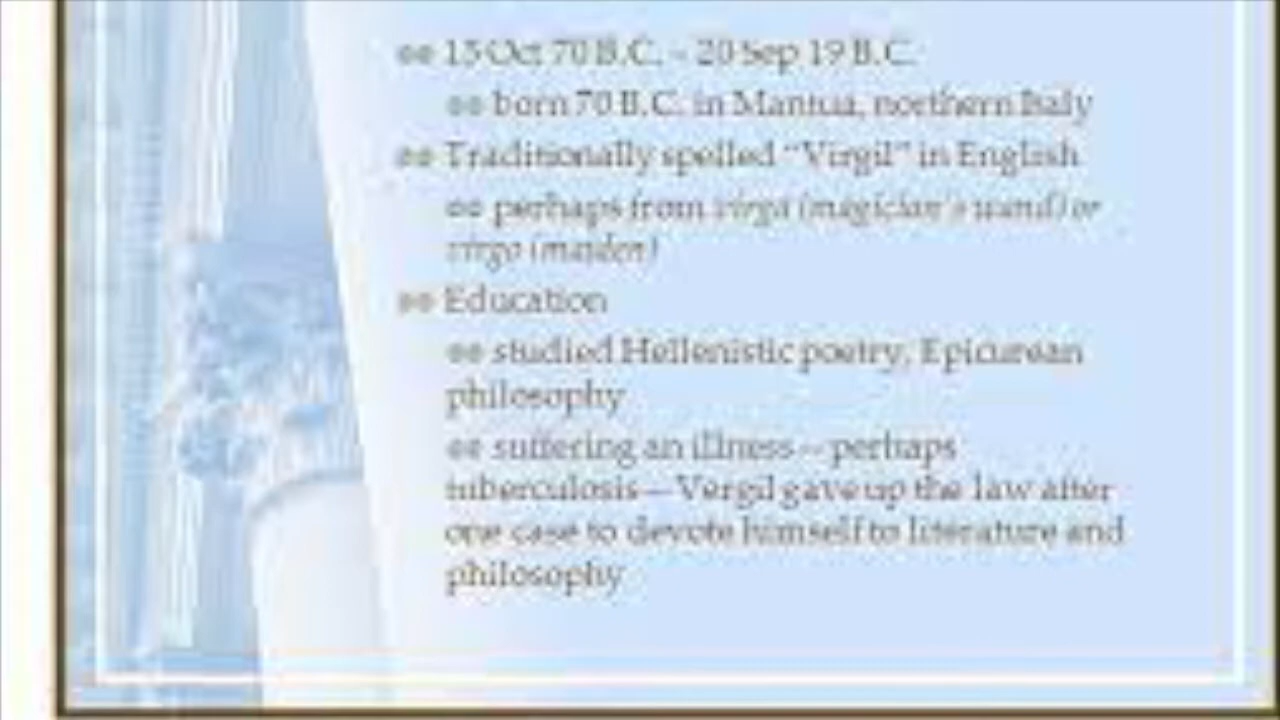 15 Oct 70 B.C. - 20 Sep 19 B.C.
born 70 B.C. in Mantua, northern Italy
Traditionally spelled "Virgil" in English
perhaps from virga (magician's wand) or
virgo (maiden)
Education
studied Hellenistic poetry, Epicurean
philosophy
suffering an illness—perhaps
tuberculosis—Vergil gave up the law after
one case to devote himself to literature and
philosophy